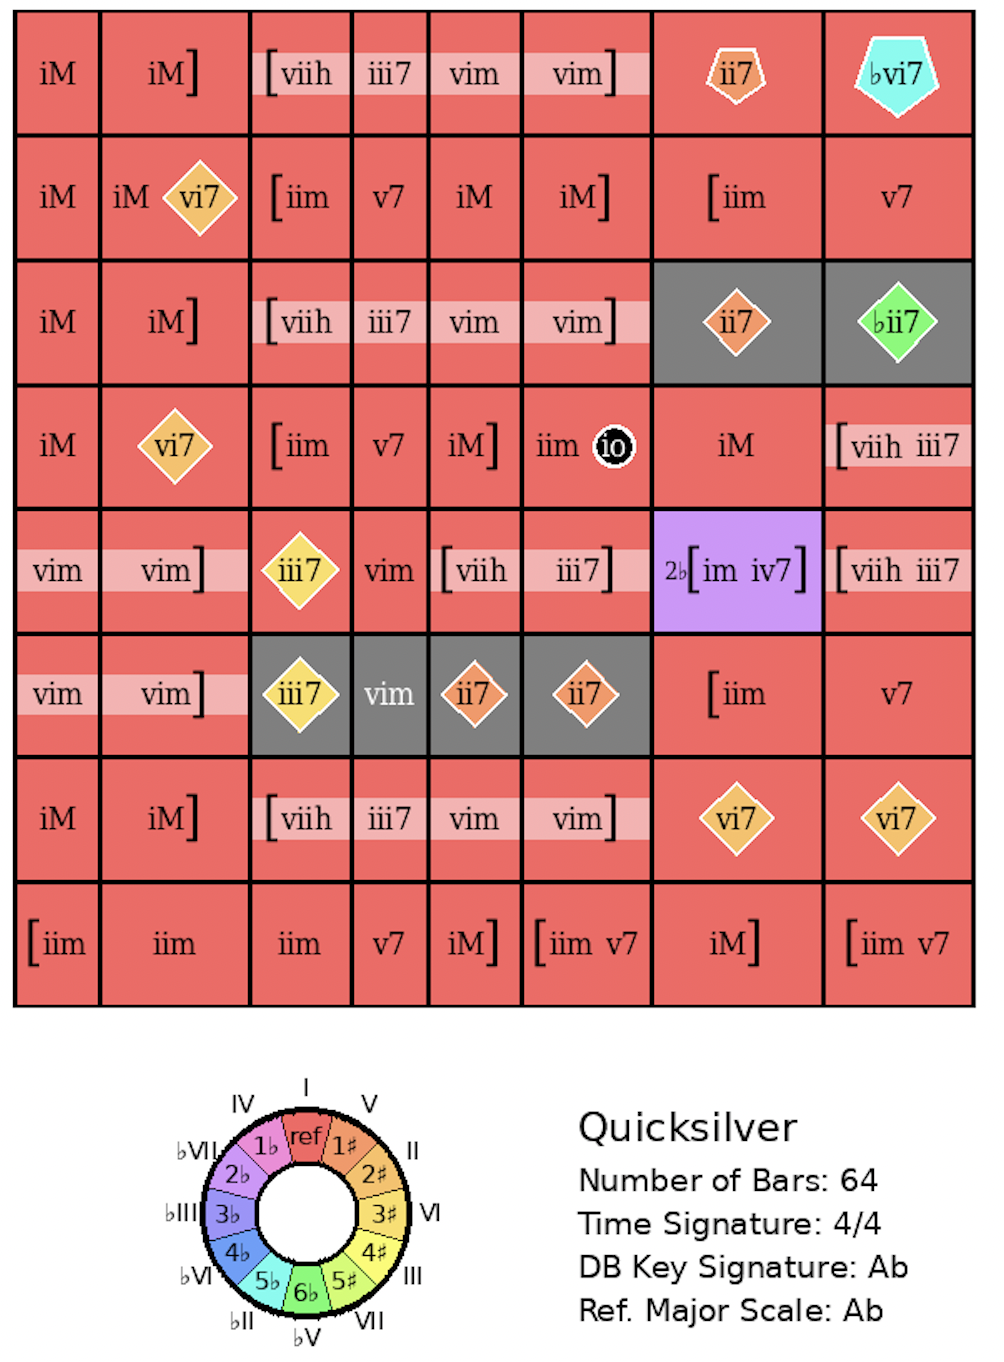 iM iM] [viih iii7 vim vim] ii7 ♭vi7
iM iM vi7 [iim v7 iM iM] [iim v7
iM iM] [viih iii7 vim vim] ii7 ♭ii7
iM vi7 [iim v7 iM] iim io iM [viih iii7
vim vim] iii7 vim [viih iii7] 2♭[im iv7] [viih iii7
vim vim] iii7 vim ii7 ii7 [iim v7
iM iM] [viih iii7 vim vim] vi7 vi7
[iim iim iim v7 iM] [iim v7 iM] [iim v7
I
IV V
♭VII 1♭ ref 1♯ II
2♭ 2♯
♭III 3♭ 3♯ VI
4♭ 4♯
♭VI 5♭ 6♭ 5♯ III
♭II VII
♭V
Quicksilver
Number of Bars: 64
Time Signature: 4/4
DB Key Signature: Ab
Ref. Major Scale: Ab